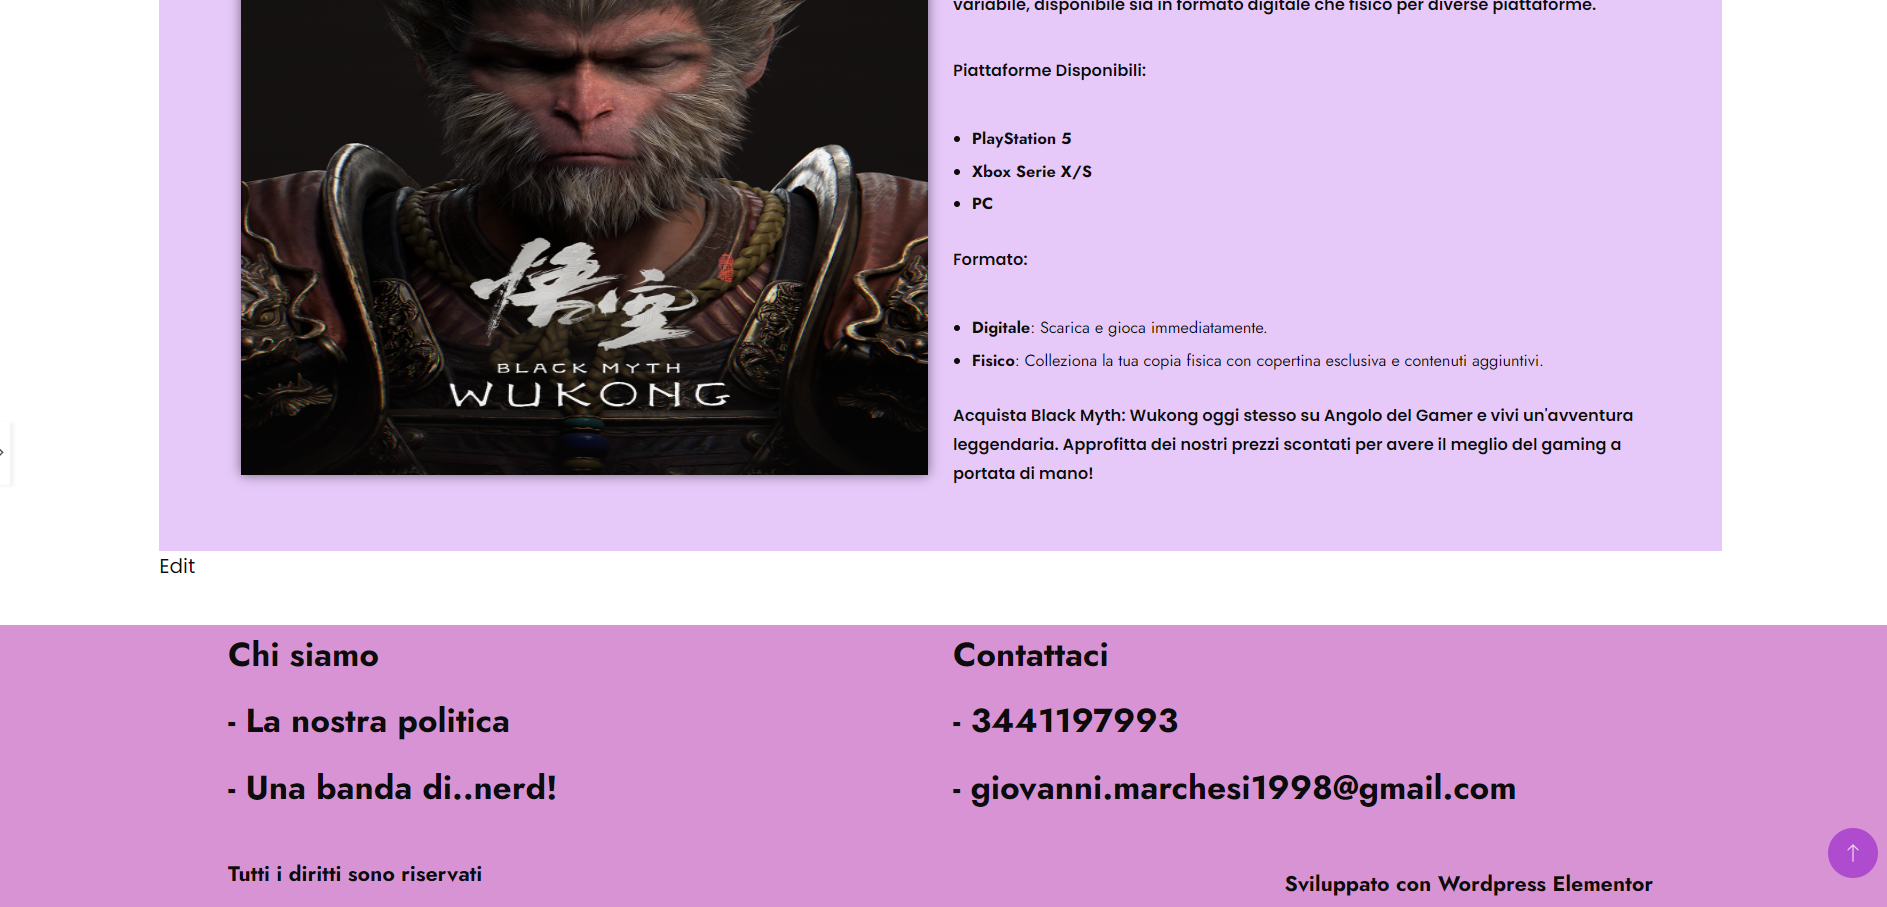 variabile, disponibile sia in formato digitale che fisico per diverse piattaforme.
Piattaforme Disponibili:
• PlayStation 5
• Xbox Serie X/S
• PC
Formato:
• Digitale: Scarica e gioca immediatamente.
• Fisico: Colleziona la tua copia fisica con copertina esclusiva e contenuti aggiuntivi.
Acquista Black Myth: Wukong oggi stesso su Angolo del Gamer e vivi un'avventura
leggendaria. Approfitta dei nostri prezzi scontati per avere il meglio del gaming a
portata di mano!
悟空
BLACK MYTH
WUKONG
Edit
Chi siamo
- La nostra politica
- Una banda di..nerd!
Tutti i diritti sono riservati
Contattaci
- 3441197993
- giovanni.marchesi1998@gmail.com
Sviluppato con Wordpress Elementor